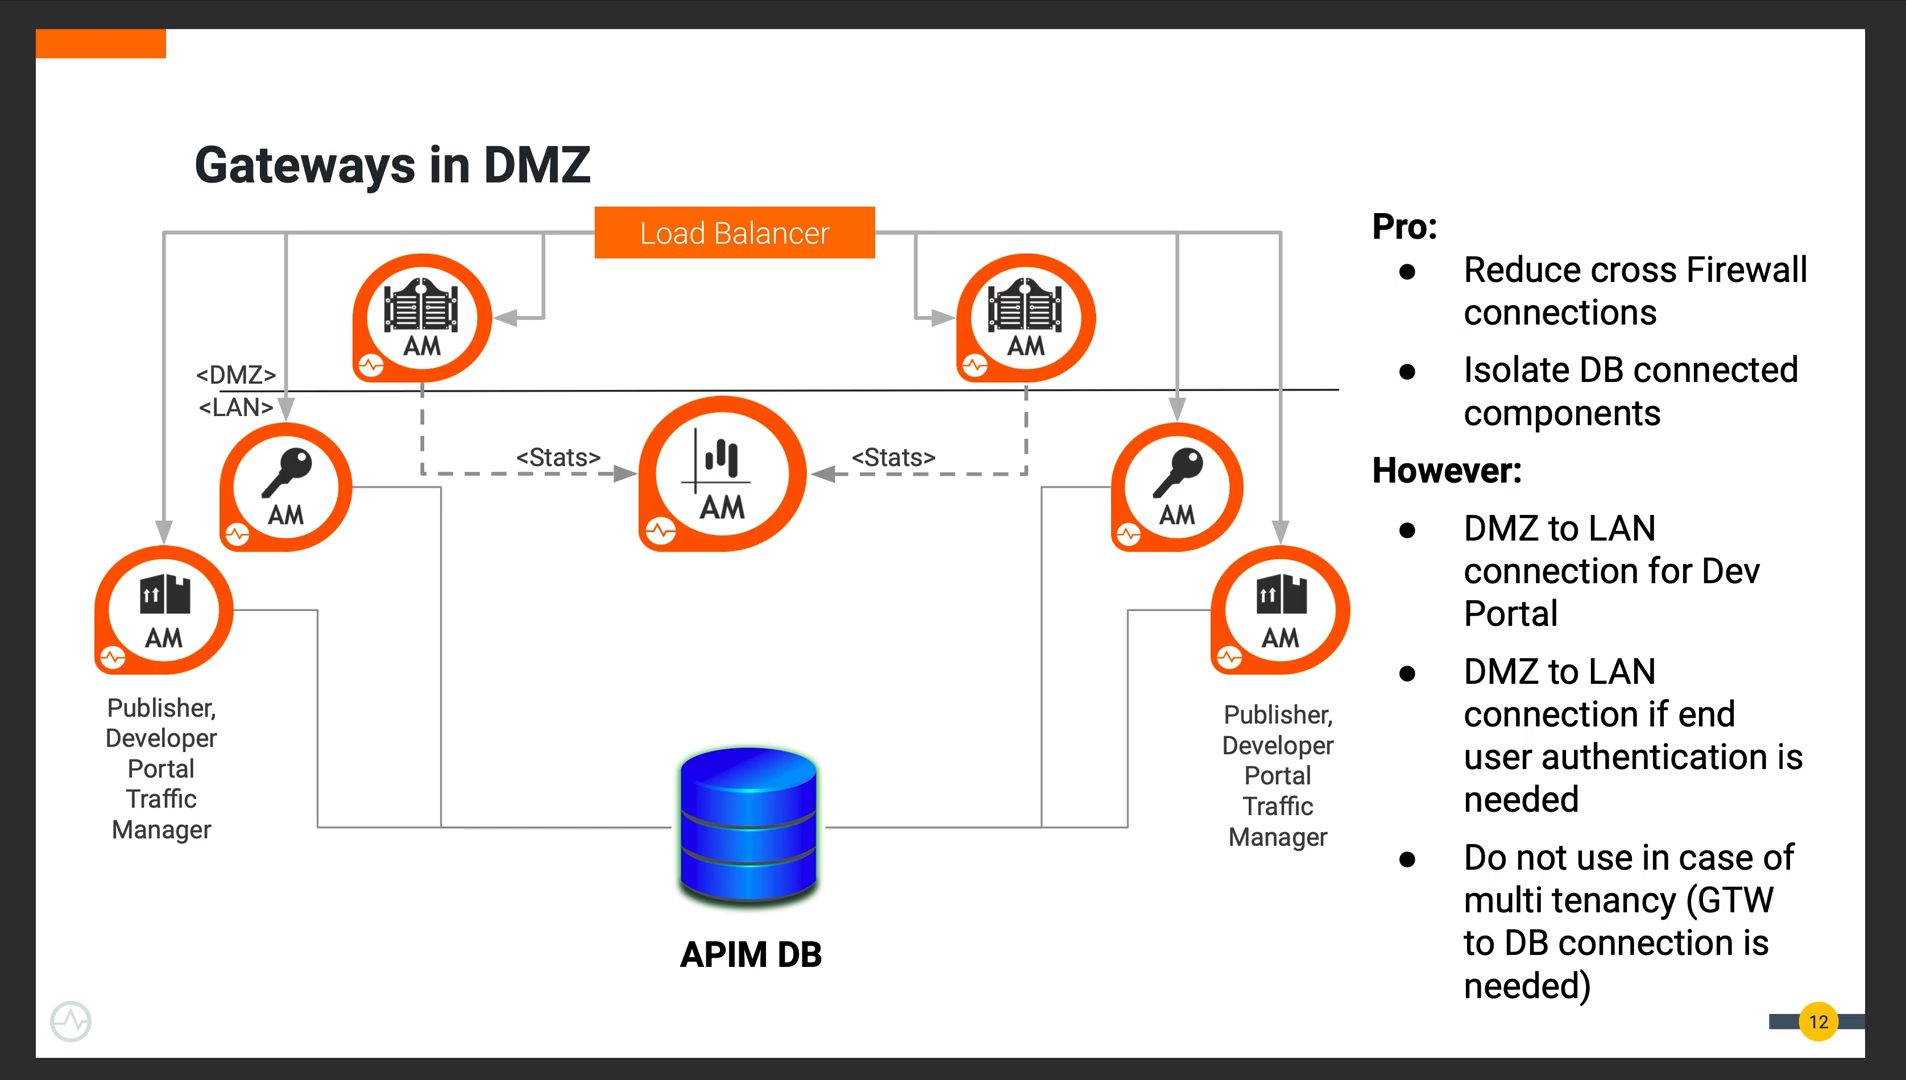 Gateways in DMZ
Load Balancer
AM
AM
<DMZ>
<LAN>
<Stats>
<Stats>
AM
AM
AM
AM
AM
Publisher,
Developer
Portal
Traffic
Manager
Publisher,
Developer
Portal
Traffic
Manager
APIM DB
Pro:
● Reduce cross Firewall
connections
● Isolate DB connected
components
However:
● DMZ to LAN
connection for Dev
Portal
● DMZ to LAN
connection if end
user authentication is
needed
● Do not use in case of
multi tenancy (GTW
to DB connection is
needed)
12